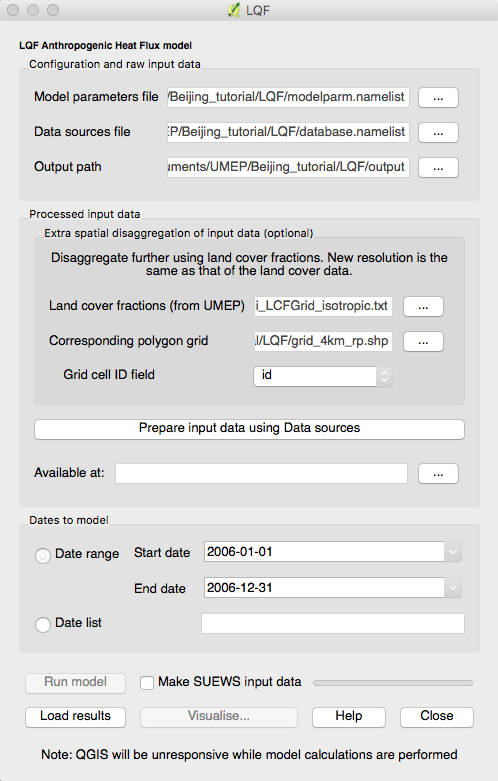 LQF
LQF Anthropogenic Heat Flux model
Configuration and raw input data
Model parameters file /Beijing_tutorial/LQF/modelparm.namelist ...
Data sources file EP/Beijing_tutorial/LQF/database.namelist ...
Output path uments/UMEP/Beijing_tutorial/LQF/output ...
Processed input data
Extra spatial disaggregation of input data (optional)
Disaggregate further using land cover fractions. New resolution is the
same as that of the land cover data.
Land cover fractions (from UMEP) i_LCFGrid_isotropic.txt ...
Corresponding polygon grid l/LQF/grid_4km_rp.shp ...
Grid cell ID field id
Prepare input data using Data sources
Available at: ...
Dates to model
Date range Start date 2006-01-01
End date 2006-12-31
Date list
Run model Make SUEWS input data
Load results Visualise... Help Close
Note: QGIS will be unresponsive while model calculations are performed